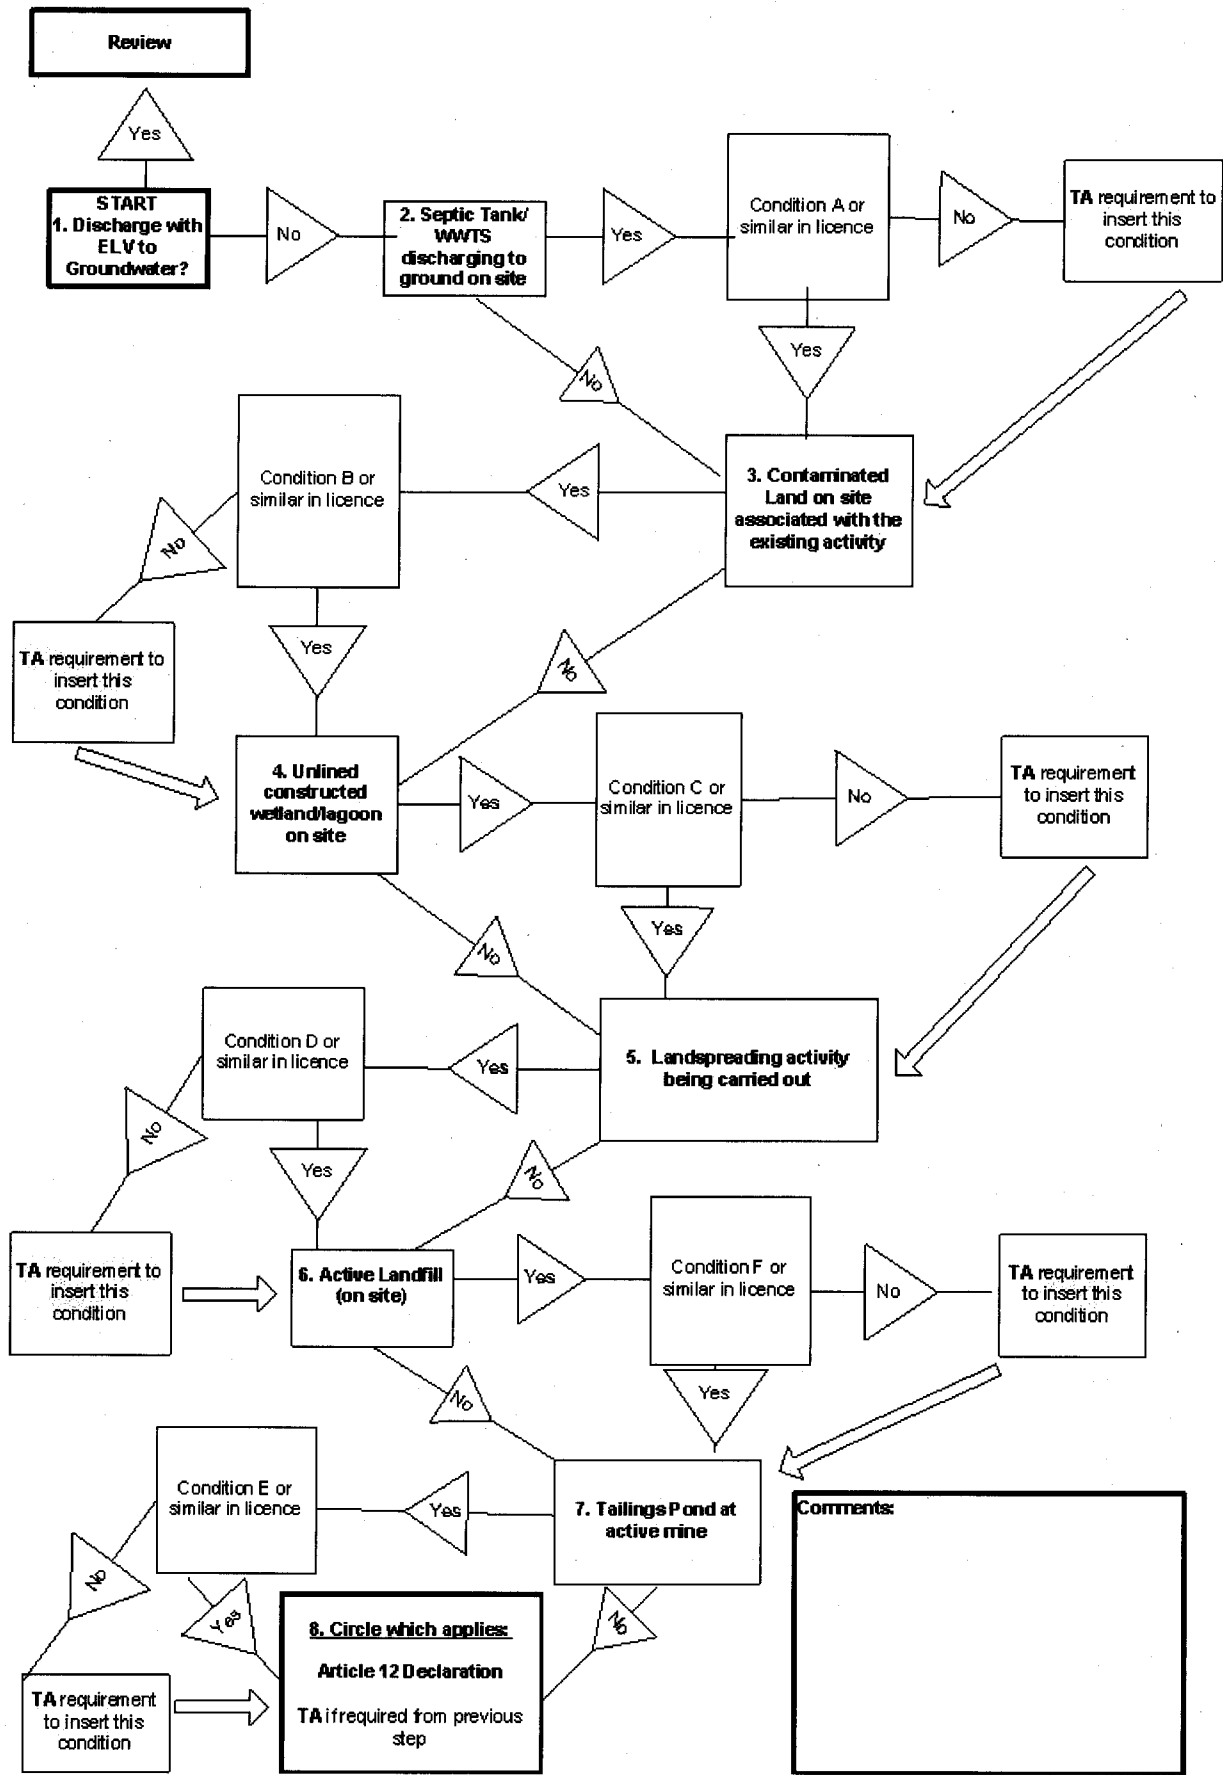 Review
Yes
START
1. Discharge with
ELV to
Groundwater?
No
2. Septic Tank/
WWTS
discharging to
ground on site
Yes
Condition A or
similar in licence
No
TA requirement to
insert this
condition
Yes
No
3. Contaminated
Land on site
associated with the
existing activity
Yes
Condition B or
similar in licence
No
TA requirement to
insert this
condition
Yes
No
4. Unlined
constructed
wetland/lagoon
on site
Yes
Condition C or
similar in licence
No
TA requirement
to insert this
condition
Yes
No
5. Landspreading activity
being carried out
Yes
Condition D or
similar in licence
No
TA requirement to
insert this
condition
Yes
No
6. Active Landfill
(on site)
Yes
Condition F or
similar in licence
No
TA requirement
to insert this
condition
Yes
No
7. Tailings Pond at
active mine
Yes
Condition E or
similar in licence
No
TA requirement
to insert this
condition
Yes
No
8. Circle which applies:
Article 12 Declaration
TA if required from previous
step
Comments: